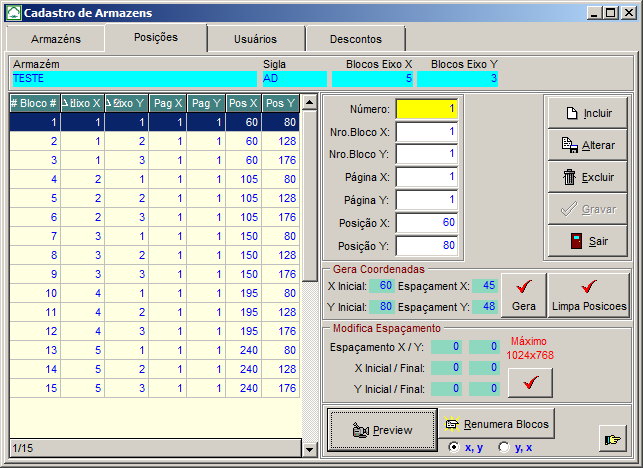 Cadastro de Armazens
Armazéns Posições Usuários Descontos
Armazém Sigla Blocos Eixo X Blocos Eixo Y
TESTE AD 5 3
# Bloco # Eixo X Eixo Y Pag X Pag Y Pos X Pos Y
1 1 1 1 1 60 80
2 1 2 1 1 60 128
3 1 3 1 1 60 176
4 2 1 1 1 105 80
5 2 2 1 1 105 128
6 2 3 1 1 105 176
7 3 1 1 1 150 80
8 3 2 1 1 150 128
9 3 3 1 1 150 176
10 4 1 1 1 195 80
11 4 2 1 1 195 128
12 4 3 1 1 195 176
13 5 1 1 1 240 80
14 5 2 1 1 240 128
15 5 3 1 1 240 176
1/15
Número: 1
Nro.Bloco X: 1
Nro.Bloco Y: 1
Página X: 1
Página Y: 1
Posição X: 60
Posição Y: 80
Incluir
Alterar
Excluir
Gravar
Sair
Gera Coordenadas
X Inicial: 60 Espaçament X: 45
Y Inicial: 80 Espaçament Y: 48
Gera
Limpa Posicoes
Modifica Espaçamento
Espaçamento X / Y: 0 0
X Inicial / Final: 0 0
Y Inicial / Final: 0 0
Máximo
1024x768
Preview
Renumera Blocos
x, y y, x